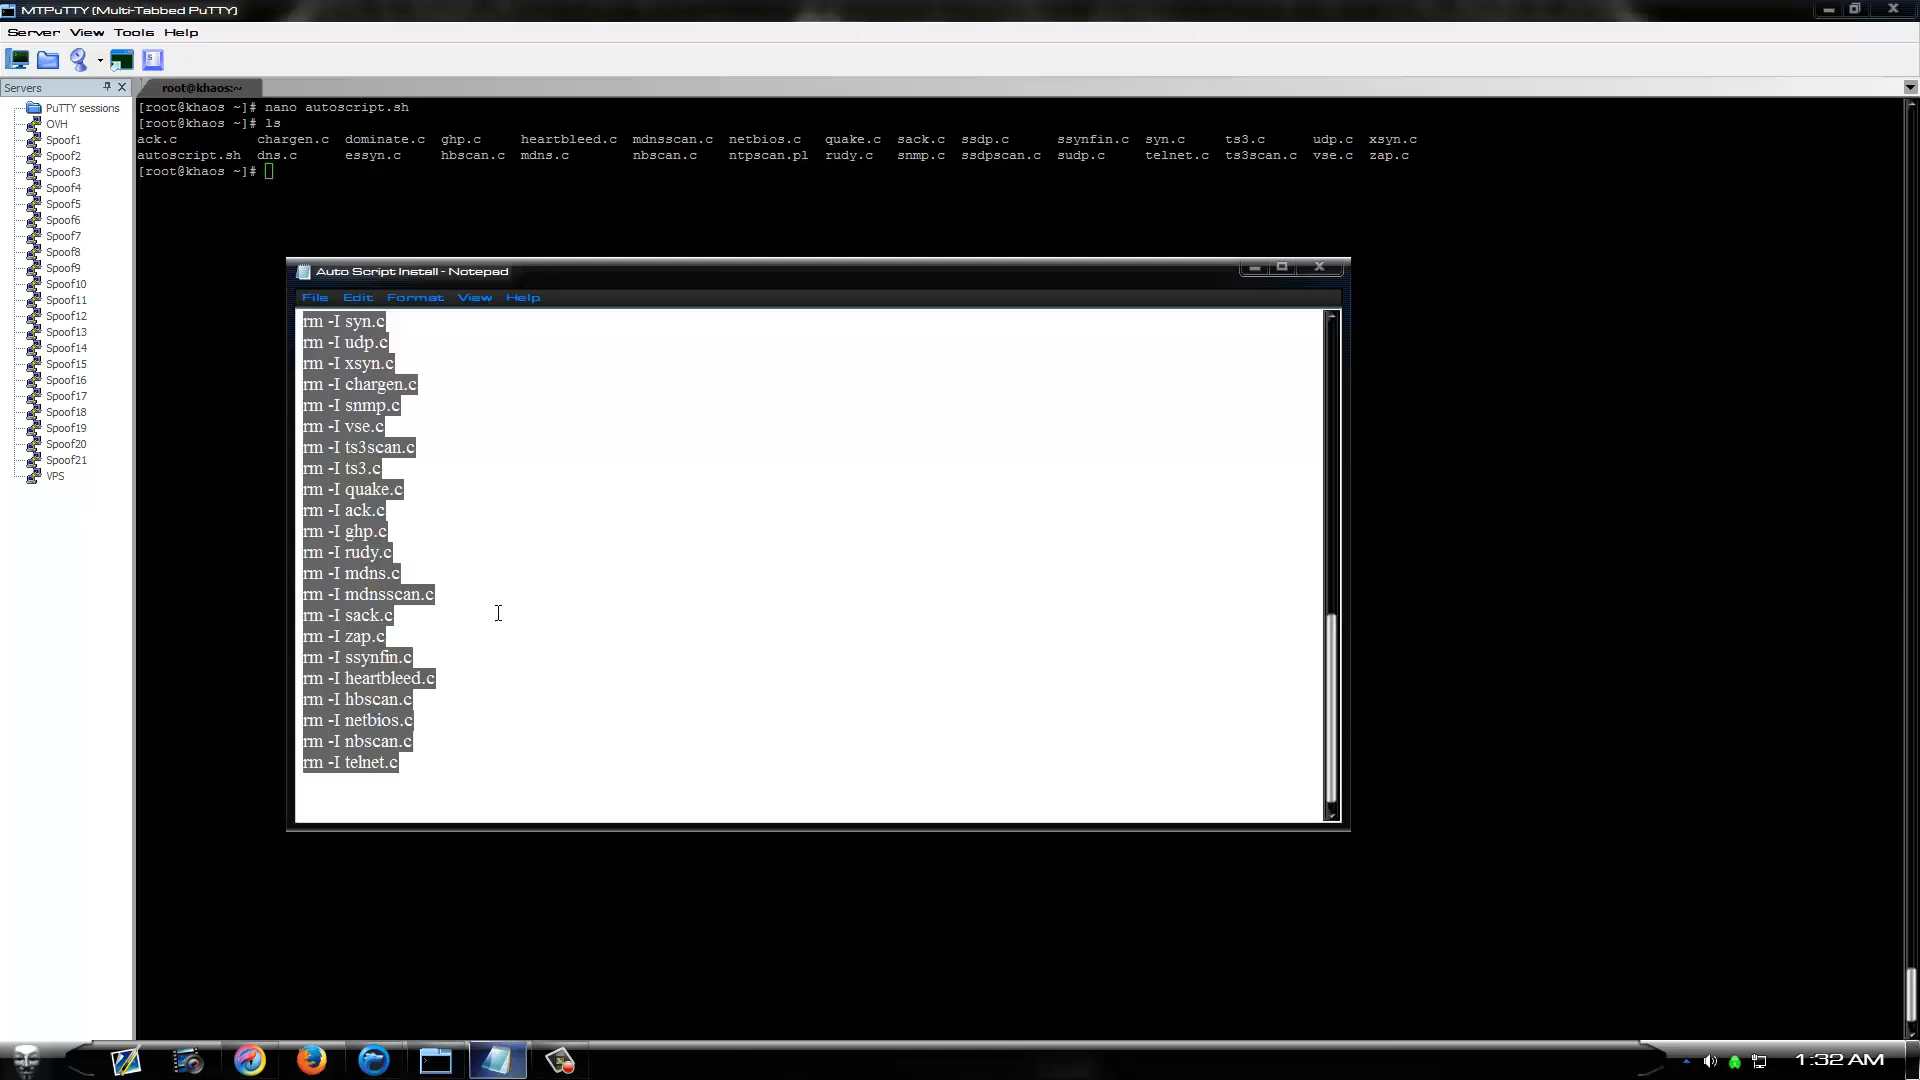 MTPuTTY (Multi-Tabbed PuTTY)
Server View Tools Help
Servers
root@khaos:~
PuTTY sessions
OVH
Spoof1
Spoof2
Spoof3
Spoof4
Spoof5
Spoof6
Spoof7
Spoof8
Spoof9
Spoof10
Spoof11
Spoof12
Spoof13
Spoof14
Spoof15
Spoof16
Spoof17
Spoof18
Spoof19
Spoof20
Spoof21
VPS
[root@khaos ~]# nano autoscript.sh
[root@khaos ~]# ls
ack.c chargen.c dominate.c ghp.c heartbleed.c mdnsscan.c netbios.c quake.c sack.c ssdp.c ssynfin.c syn.c ts3.c udp.c xsyn.c
autoscript.sh dns.c essyn.c hbscan.c mdns.c nbscan.c ntpscan.pl rudy.c snmp.c ssdpscan.c sudp.c telnet.c ts3scan.c vse.c zap.c
[root@khaos ~]#
Auto Script Install - Notepad
File Edit Format View Help
rm -I syn.c
rm -I udp.c
rm -I xsyn.c
rm -I chargen.c
rm -I snmp.c
rm -I vse.c
rm -I ts3scan.c
rm -I ts3.c
rm -I quake.c
rm -I ack.c
rm -I ghp.c
rm -I rudy.c
rm -I mdns.c
rm -I mdnsscan.c
rm -I sack.c
rm -I zap.c
rm -I ssynfin.c
rm -I heartbleed.c
rm -I hbscan.c
rm -I netbios.c
rm -I nbscan.c
rm -I telnet.c
1:32 AM